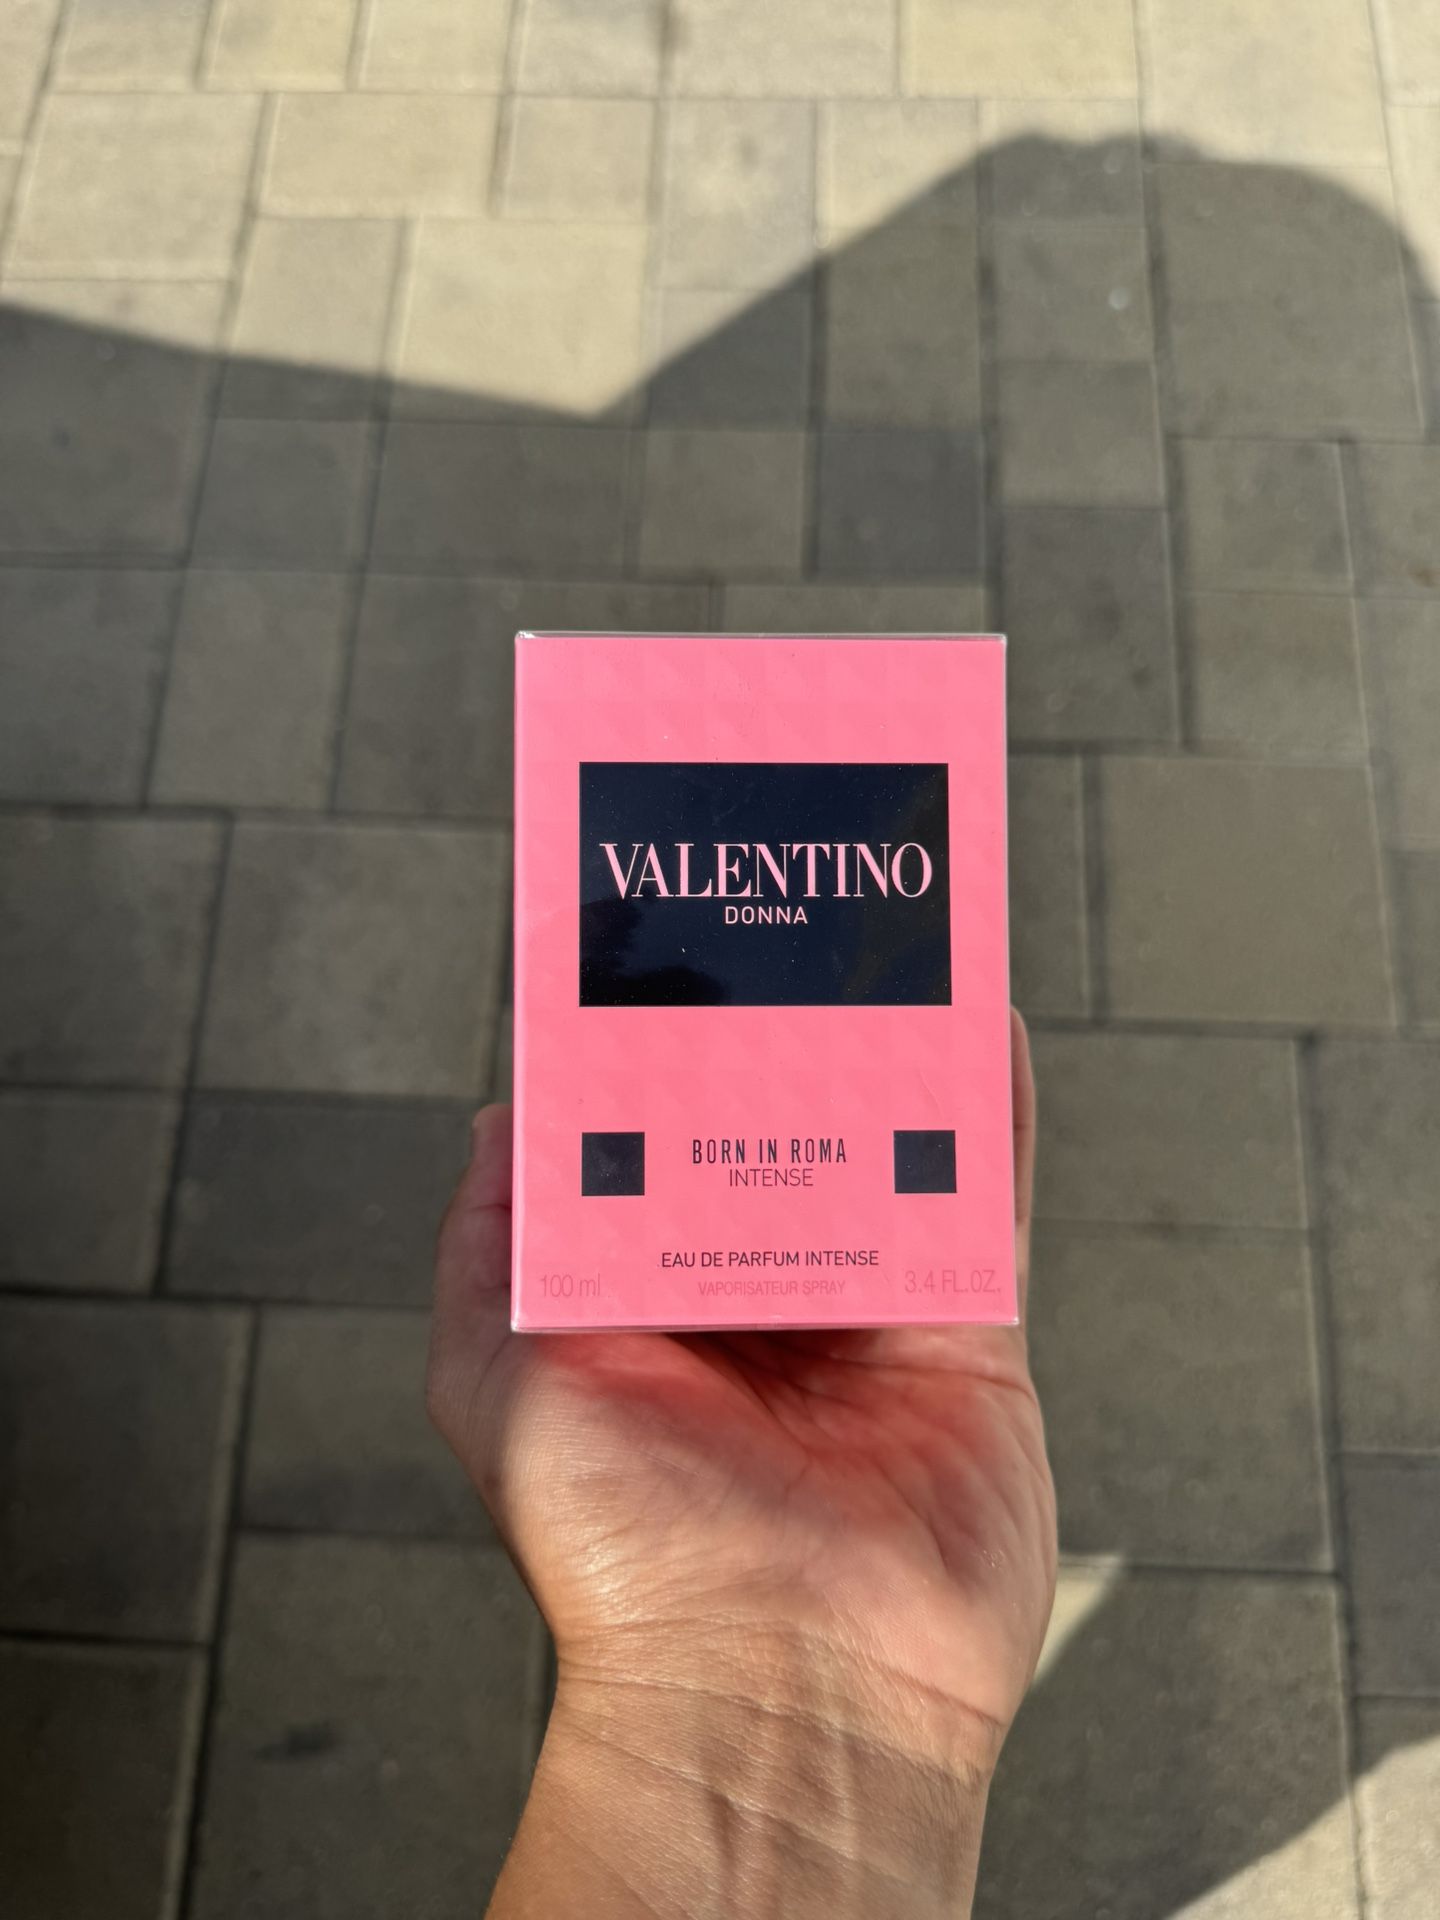 VALENTINO
DONNA
BORN IN ROMA
INTENSE
EAU DE PARFUM INTENSE
100 ml VAPORISATEUR SPRAY 3.4 FL.OZ.